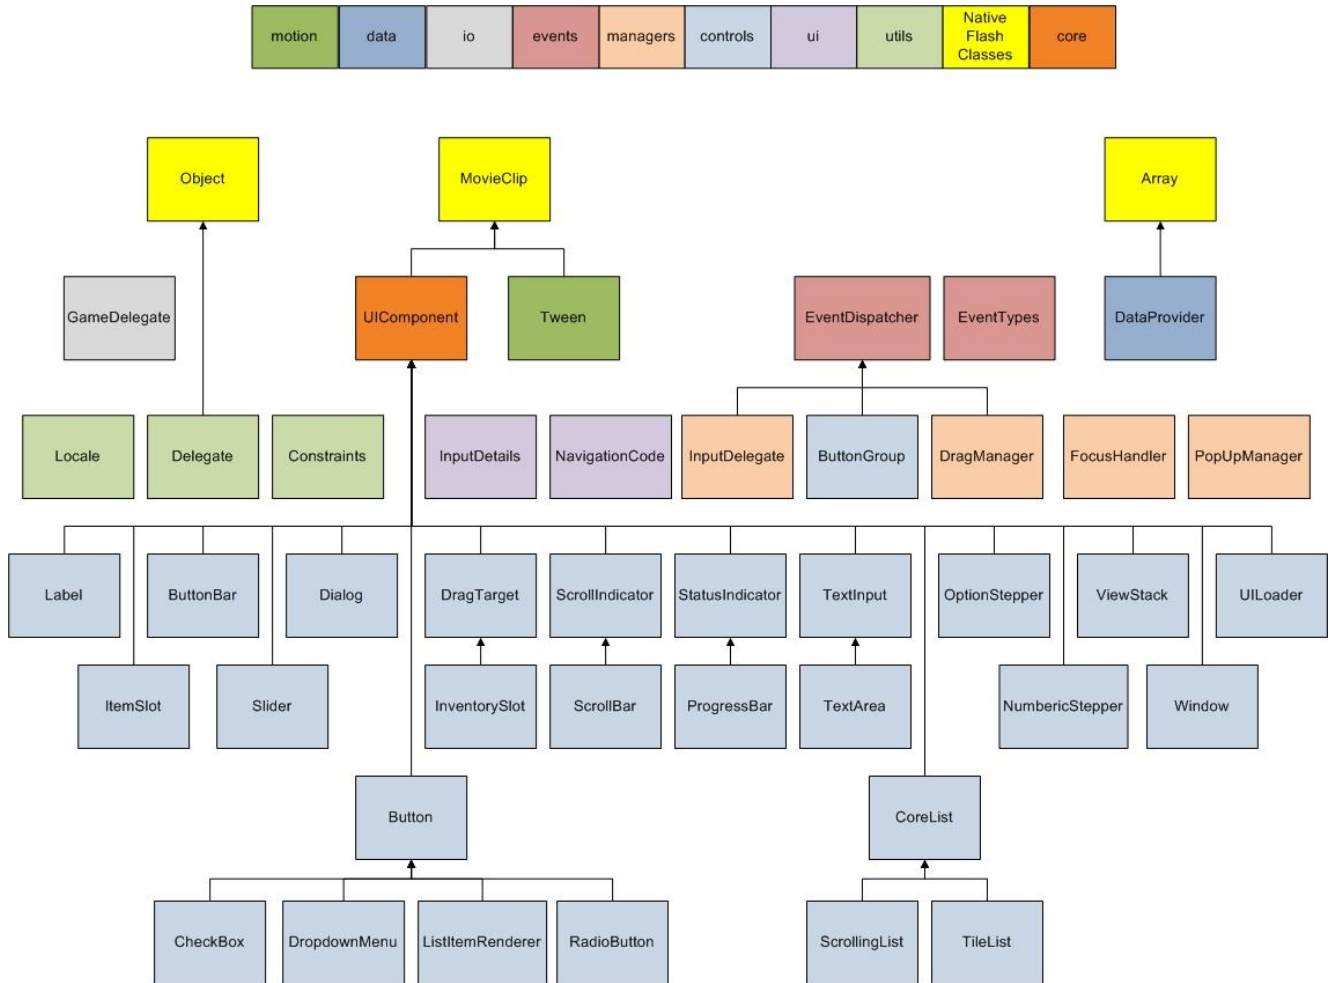 motion
data
io
events
managers
controls
ui
utils
Native
Flash
Classes
core
Object
MovieClip
Array
GameDelegate
UIComponent
Tween
EventDispatcher
EventTypes
DataProvider
Locale
Delegate
Constraints
InputDetails
NavigationCode
InputDelegate
ButtonGroup
DragManager
FocusHandler
PopUpManager
Label
ButtonBar
Dialog
DragTarget
ScrollIndicator
StatusIndicator
TextInput
OptionStepper
ViewStack
UILoader
ItemSlot
Slider
InventorySlot
ScrollBar
ProgressBar
TextArea
NumbericStepper
Window
Button
CoreList
CheckBox
DropdownMenu
ListItemRenderer
RadioButton
ScrollingList
TileList